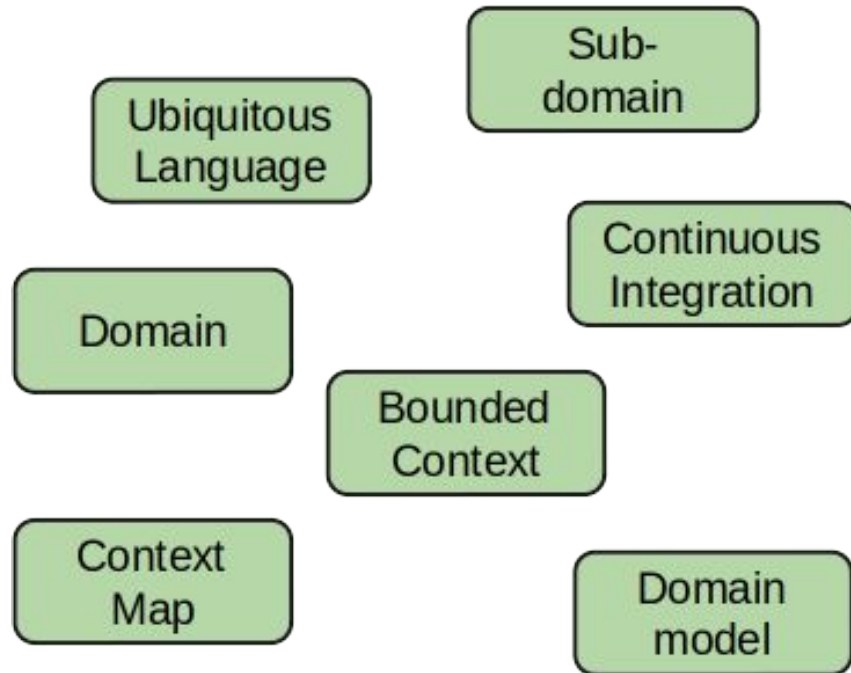 Sub-
domain
Ubiquitous
Language
Continuous
Integration
Domain
Bounded
Context
Context
Map
Domain
model